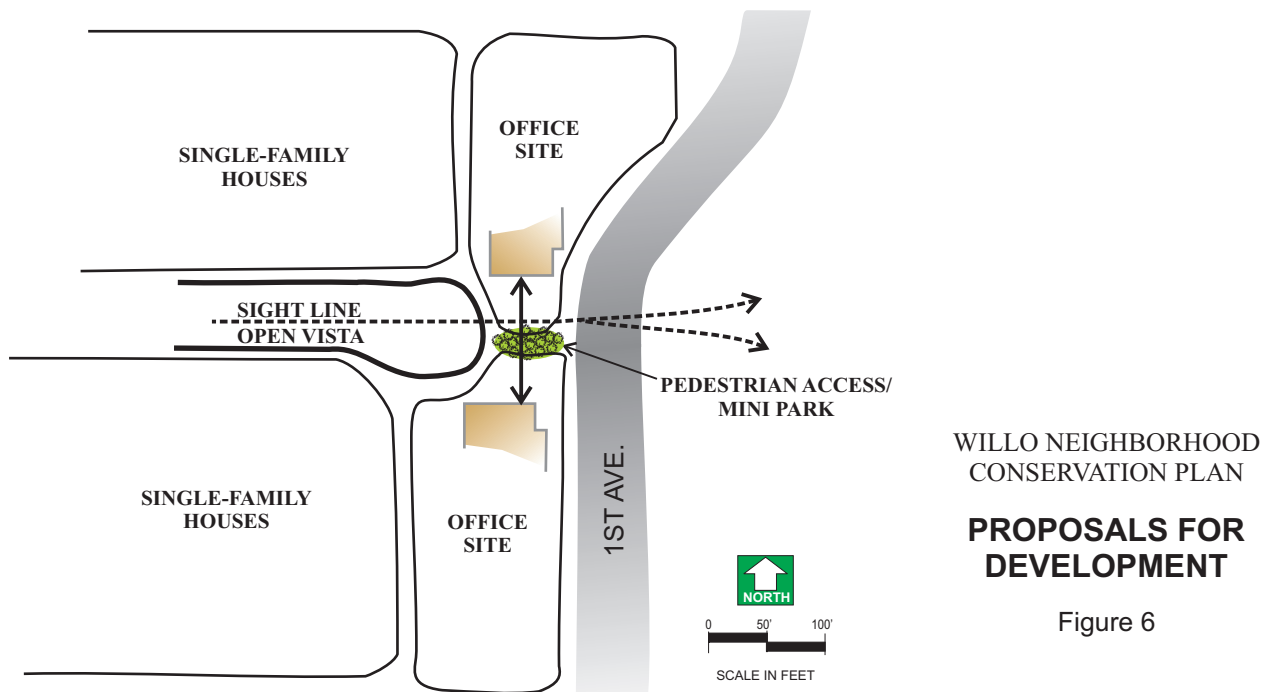 OFFICE
SITE
SINGLE-FAMILY
HOUSES
SIGHT LINE
OPEN VISTA
PEDESTRIAN ACCESS/
MINI PARK
SINGLE-FAMILY
HOUSES
OFFICE
SITE
1ST AVE.
NORTH
0 50' 100'
SCALE IN FEET
WILLO NEIGHBORHOOD
CONSERVATION PLAN
PROPOSALS FOR
DEVELOPMENT
Figure 6